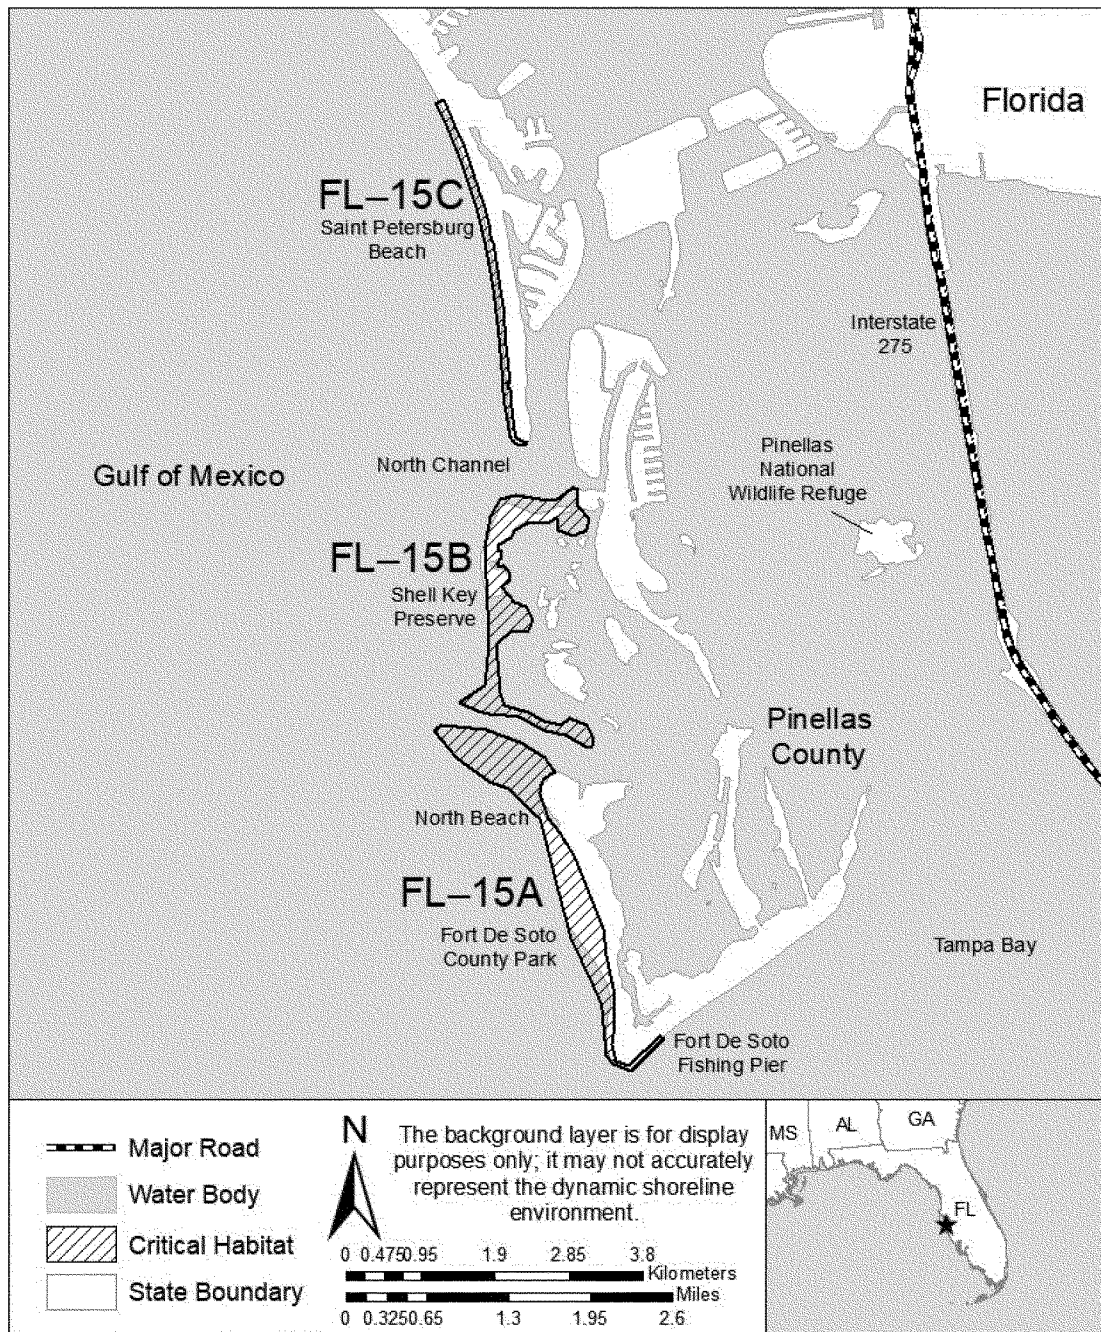 Florida
FL–15C
Saint Petersburg
Beach
Interstate
275
Pinellas
National
Wildlife Refuge
North Channel
Gulf of Mexico
FL–15B
Shell Key
Preserve
Pinellas
County
North Beach
FL–15A
Fort De Soto
County Park
Tampa Bay
Fort De Soto
Fishing Pier
Major Road
Water Body
Critical Habitat
State Boundary
N
The background layer is for display
purposes only; it may not accurately
represent the dynamic shoreline
environment.
0 0.475 0.95 1.9 2.85 3.8
Kilometers
Miles
0 0.325 0.65 1.3 1.95 2.6
MS
AL
GA
FL